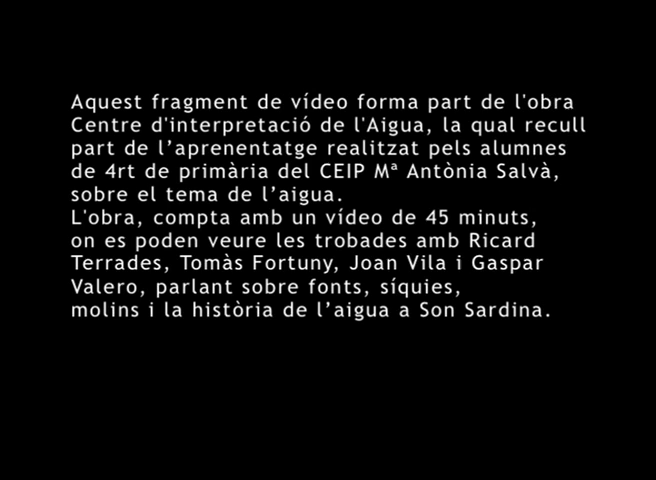 Aquest fragment de vídeo forma part de l'obra
Centre d'interpretació de l'Aigua, la qual recull
part de l’aprenentatge realitzat pels alumnes
de 4rt de primària del CEIP Mª Antònia Salvà,
sobre el tema de l’aigua.
L'obra, compta amb un vídeo de 45 minuts,
on es poden veure les trobades amb Ricard
Terrades, Tomàs Fortuny, Joan Vila i Gaspar
Valero, parlant sobre fonts, síquies,
molins i la història de l’aigua a Son Sardina.